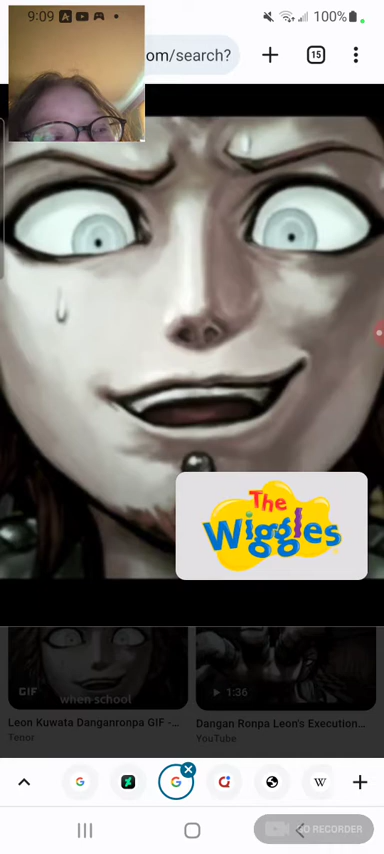 9:09
100%
om/search?
15
The
Wiggles
GIF
when school
1:36
Leon Kuwata Danganronpa GIF -...
Dangan Ronpa Leon's Execution...
Tenor
YouTube
W
RECORDER